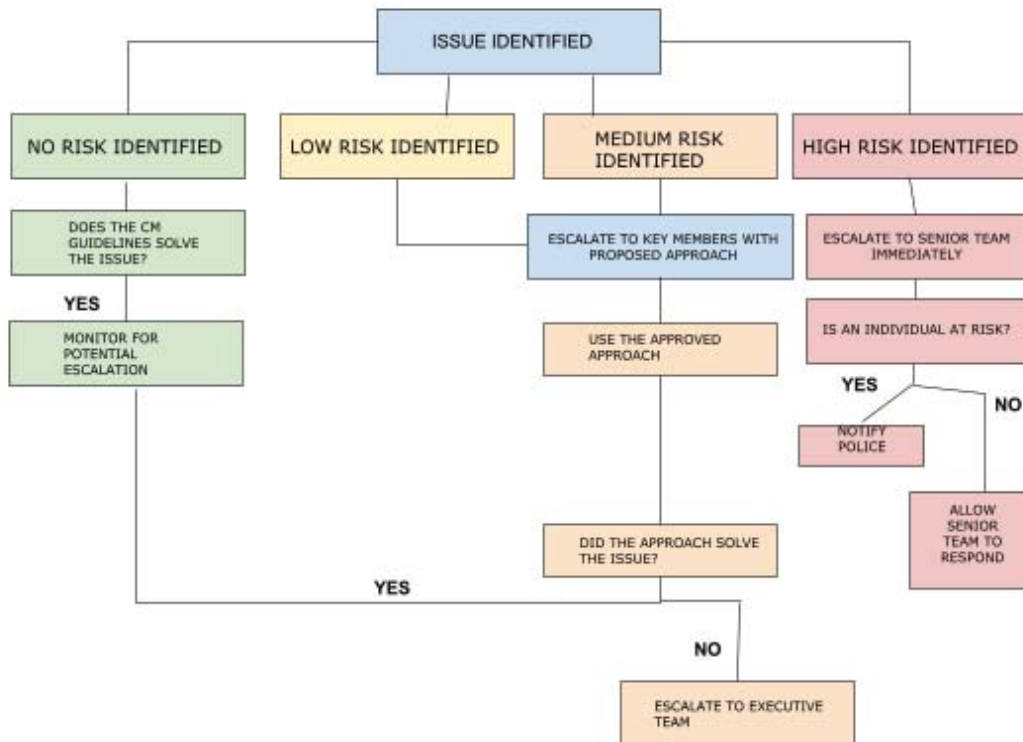 ISSUE IDENTIFIED
NO RISK IDENTIFIED
LOW RISK IDENTIFIED
MEDIUM RISK
IDENTIFIED
HIGH RISK IDENTIFIED
DOES THE CM
GUIDELINES SOLVE
THE ISSUE?
ESCALATE TO KEY MEMBERS WITH
PROPOSED APPROACH
ESCALATE TO SENIOR TEAM
IMMEDIATELY
YES
MONITOR FOR
POTENTIAL
ESCALATION
USE THE APPROVED
APPROACH
IS AN INDIVIDUAL AT RISK?
YES
NO
NOTIFY
POLICE
ALLOW
SENIOR
TEAM TO
RESPOND
DID THE APPROACH SOLVE
THE ISSUE?
YES
NO
ESCALATE TO EXECUTIVE
TEAM